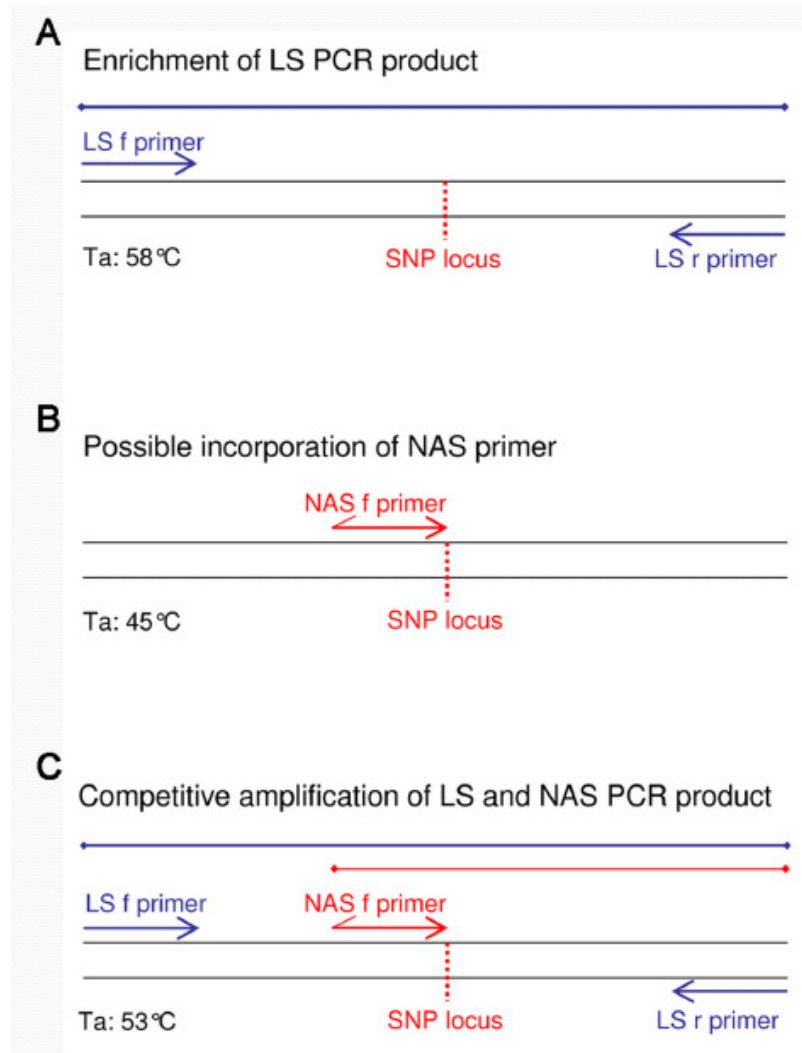 A
Enrichment of LS PCR product
LS f primer
Ta: 58°C
SNP locus
LS r primer
B
Possible incorporation of NAS primer
NAS f primer
Ta: 45°C
SNP locus
C
Competitive amplification of LS and NAS PCR product
LS f primer
NAS f primer
Ta: 53°C
SNP locus
LS r primer